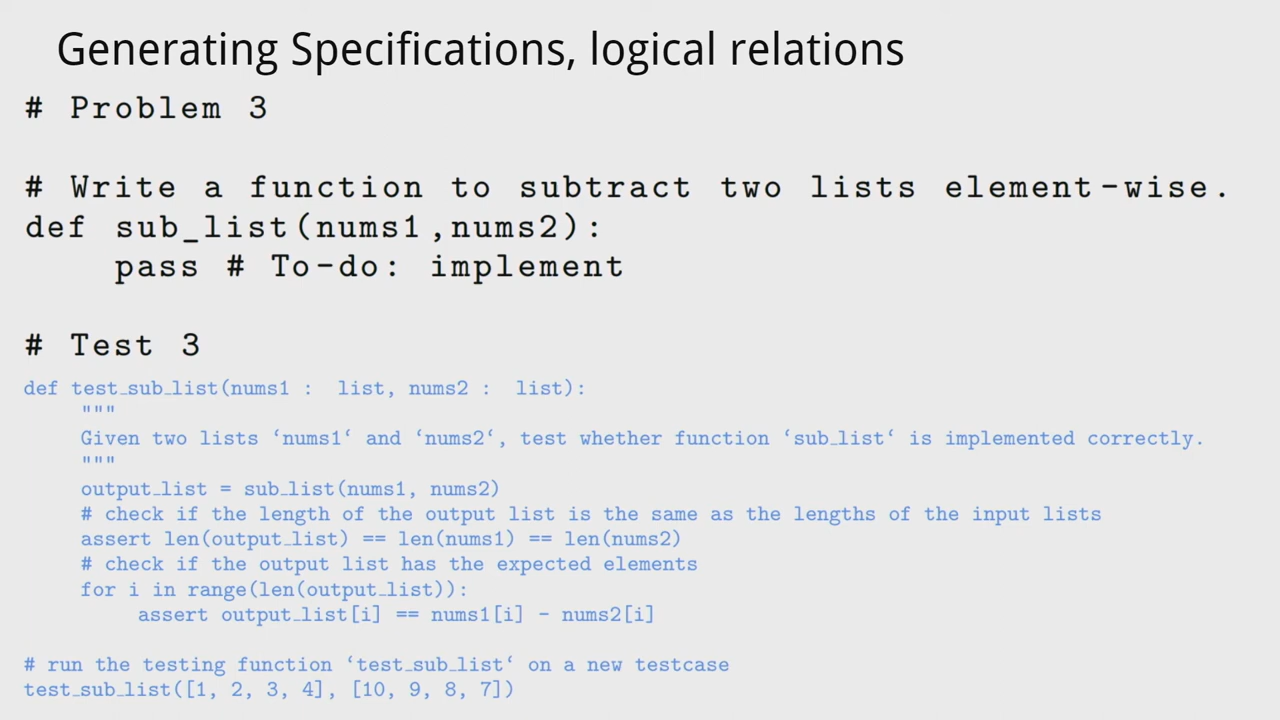 Generating Specifications, logical relations
# Problem 3
# Write a function to subtract two lists element-wise.
def sub_list(nums1,nums2):
    pass # To-do: implement
# Test 3
def test_sub_list(nums1 :  list, nums2 :  list):
    """
    Given two lists ‘nums1‘ and ‘nums2‘, test whether function ‘sub_list‘ is implemented correctly.
    """
    output_list = sub_list(nums1, nums2)
    # check if the length of the output list is the same as the lengths of the input lists
    assert len(output_list) == len(nums1) == len(nums2)
    # check if the output list has the expected elements
    for i in range(len(output_list)):
        assert output_list[i] == nums1[i] - nums2[i]
# run the testing function ‘test_sub_list‘ on a new testcase
test_sub_list([1, 2, 3, 4], [10, 9, 8, 7])